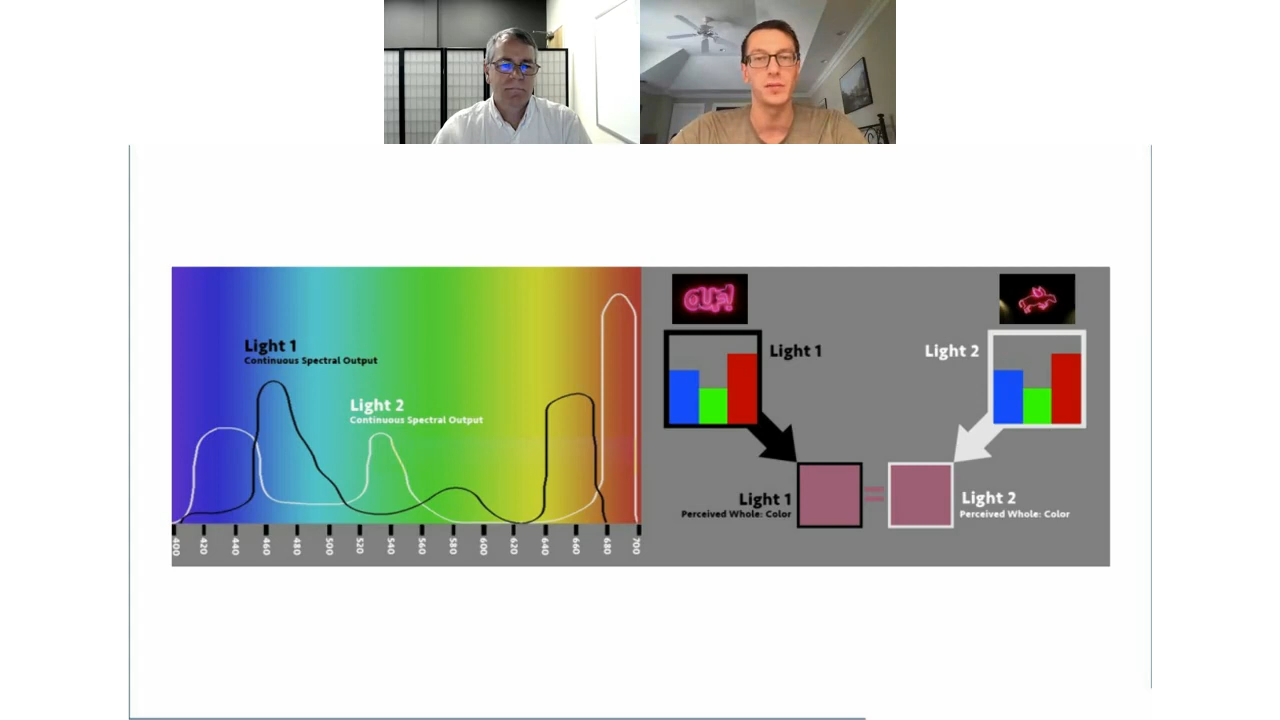 Light 1
Continuous Spectral Output
Light 2
Continuous Spectral Output
400 420 440 460 480 500 520 540 560 580 600 620 640 660 680 700
Light 1
Light 2
Light 1
Perceived Whole: Color
=
Light 2
Perceived Whole: Color